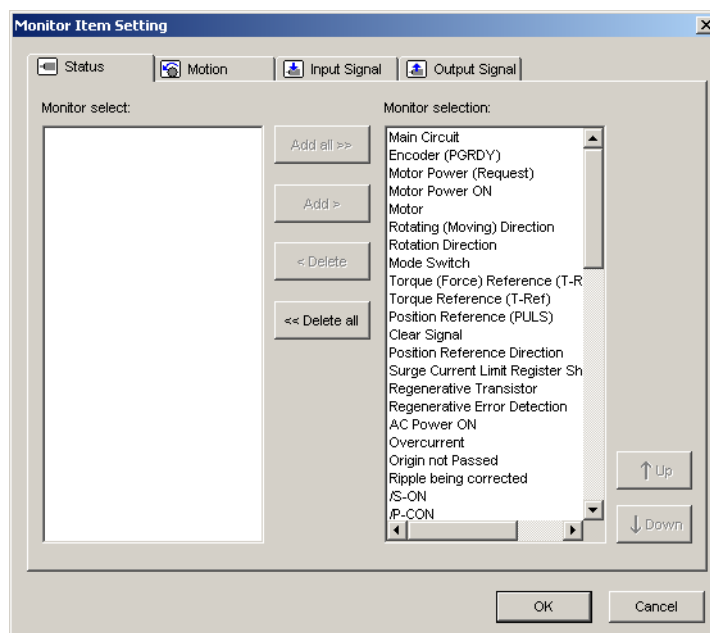 Monitor Item Setting
Status
Motion
Input Signal
Output Signal
Monitor select:
Monitor selection:
Add all >>
Add >
< Delete
<< Delete all
Main Circuit
Encoder (PGRDY)
Motor Power (Request)
Motor Power ON
Motor
Rotating (Moving) Direction
Rotation Direction
Mode Switch
Torque (Force) Reference (T-R
Torque Reference (T-Ref)
Position Reference (PULS)
Clear Signal
Position Reference Direction
Surge Current Limit Register Sh
Regenerative Transistor
Regenerative Error Detection
AC Power ON
Overcurrent
Origin not Passed
Ripple being corrected
/S-ON
/P-CON
Up
Down
OK
Cancel